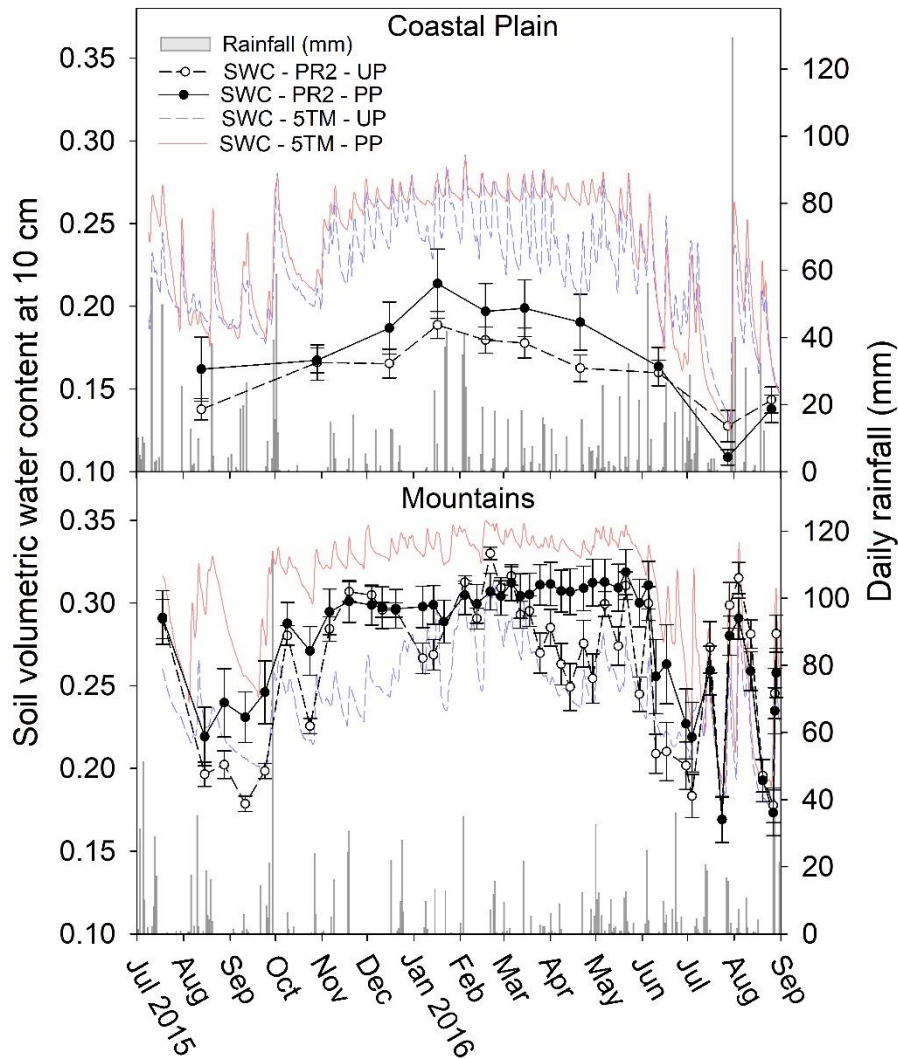 Coastal Plain
Rainfall (mm)
SWC - PR2 - UP
SWC - PR2 - PP
SWC - 5TM - UP
SWC - 5TM - PP
0.35
0.30
0.25
0.20
0.15
0.10
120
100
80
60
40
20
0
Mountains
0.35
0.30
0.25
0.20
0.15
0.10
120
100
80
60
40
20
0
Soil volumetric water content at 10 cm
Daily rainfall (mm)
Jul 2015
Aug
Sep
Oct
Nov
Dec
Jan 2016
Feb
Mar
Apr
May
Jun
Jul
Aug
Sep